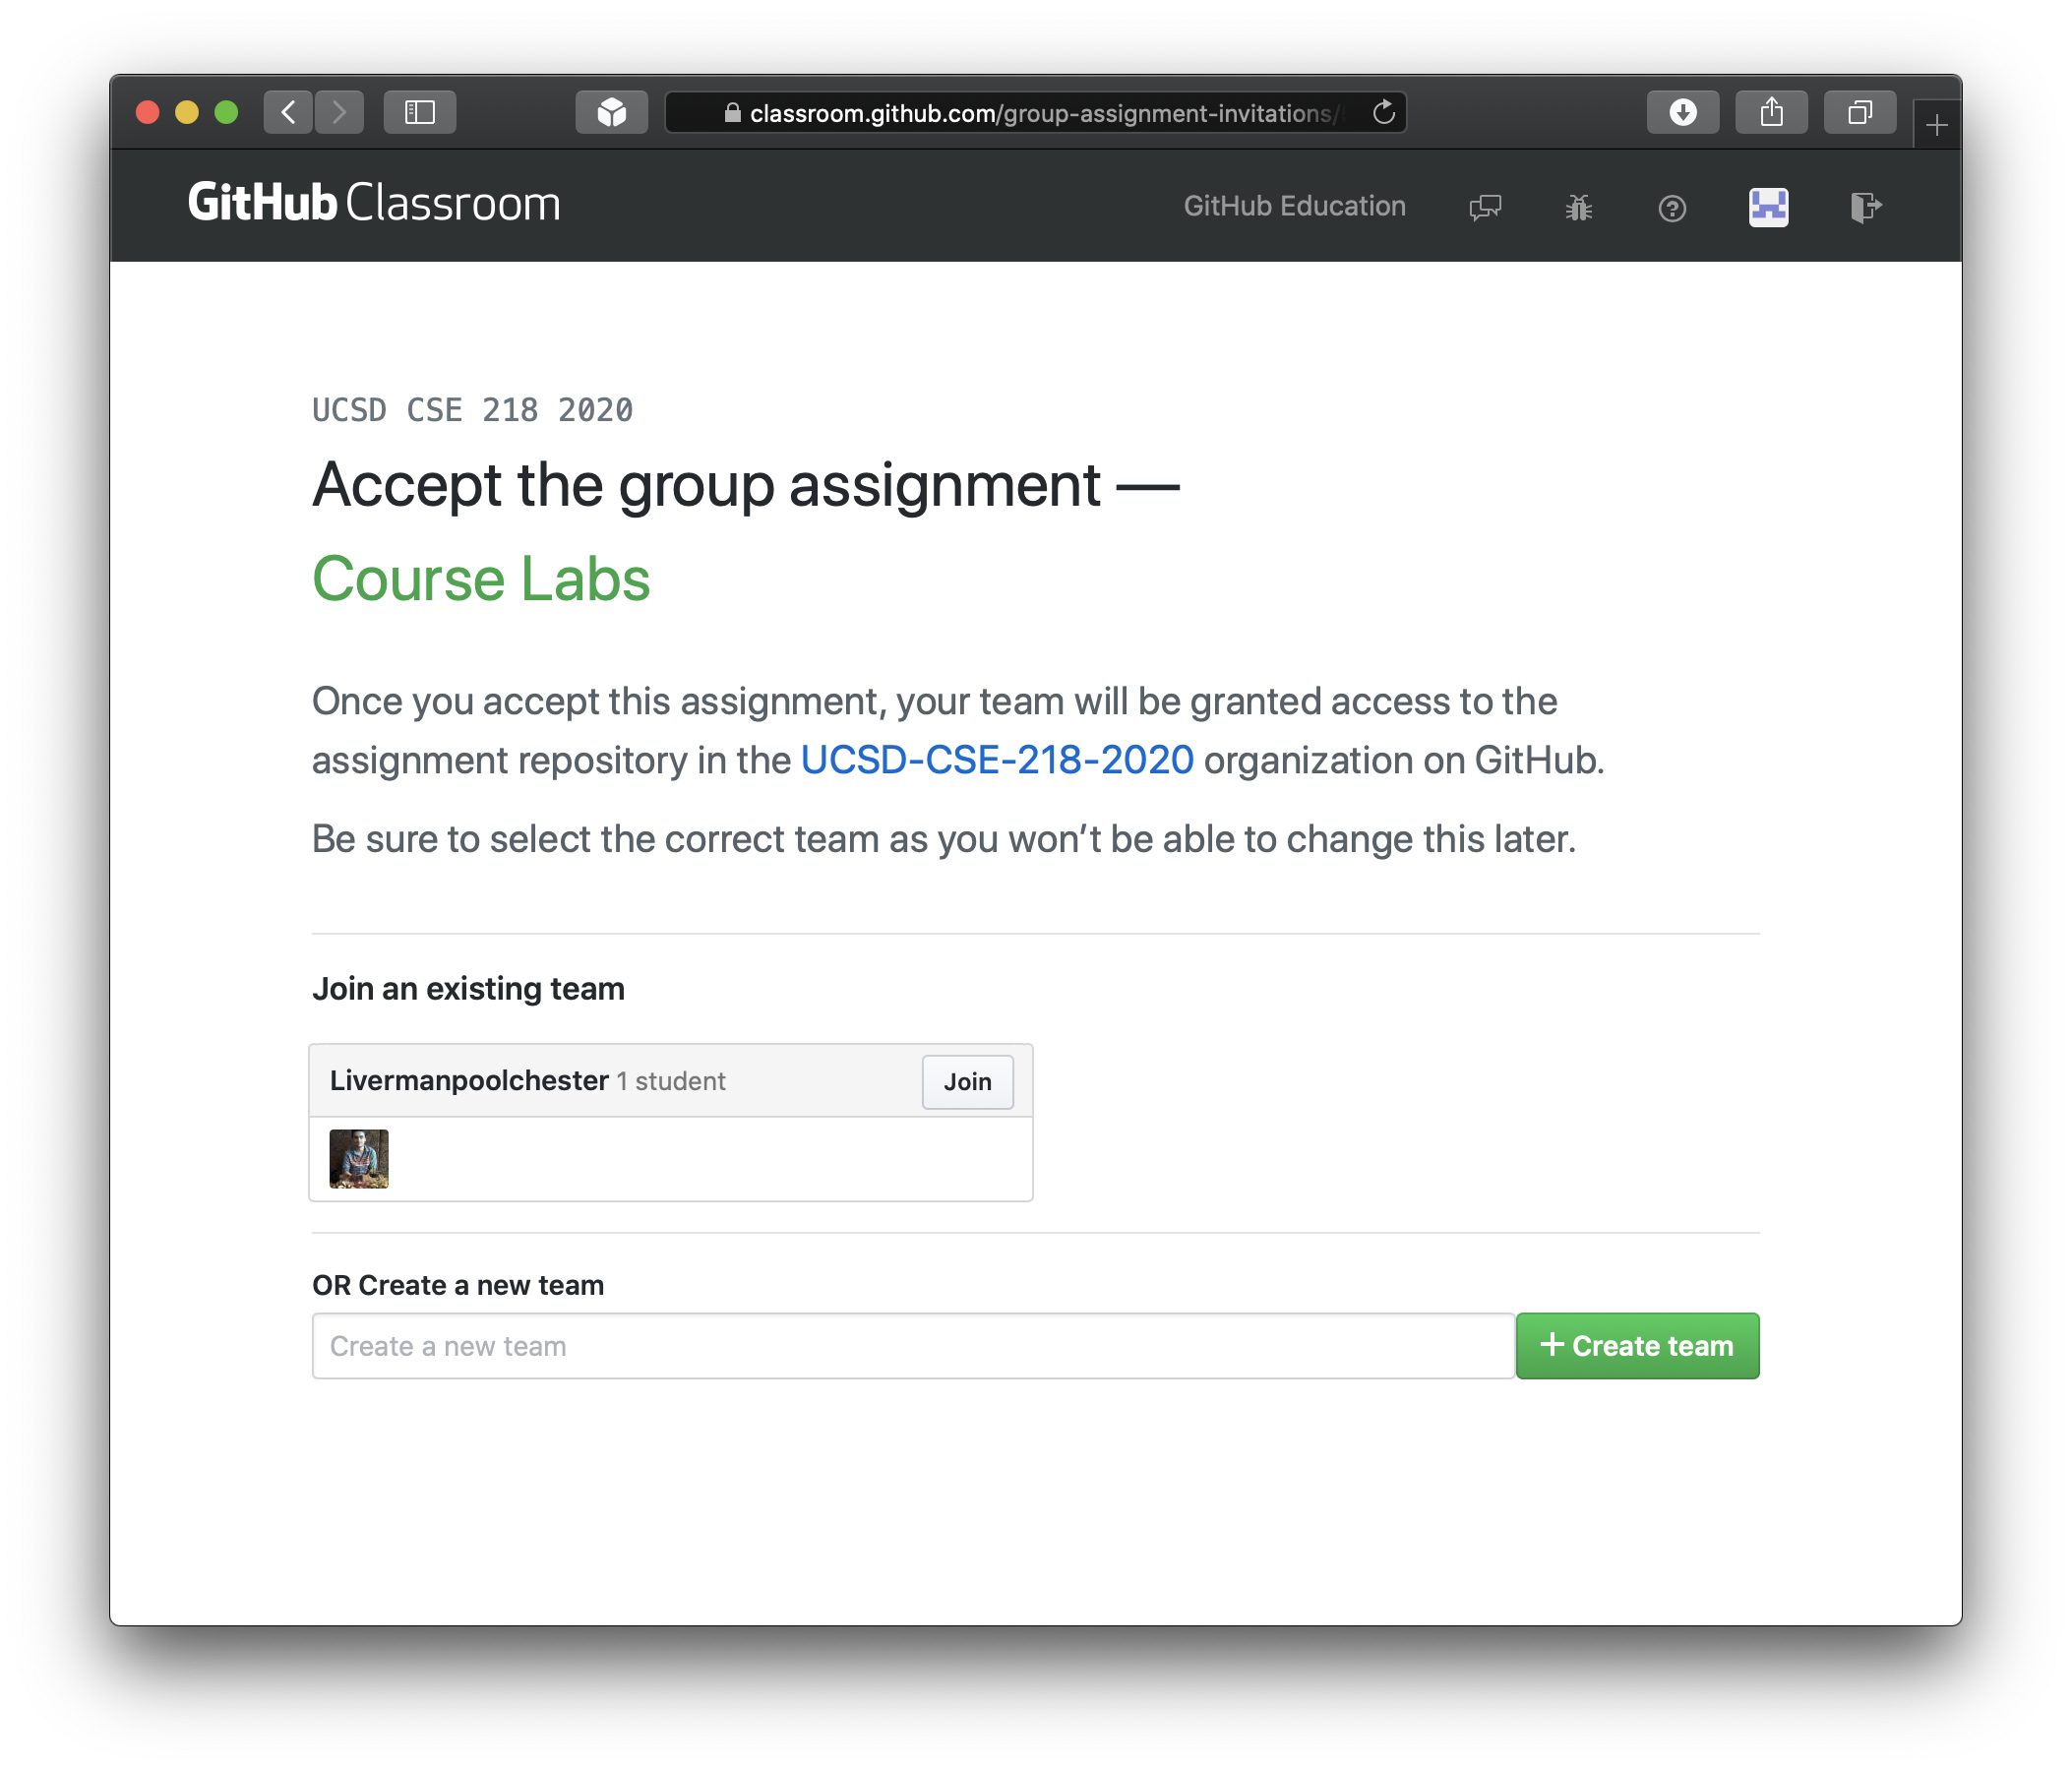 classroom.github.com/group-assignment-invitations/
GitHub Classroom
GitHub Education
UCSD CSE 218 2020
Accept the group assignment —
Course Labs
Once you accept this assignment, your team will be granted access to the
assignment repository in the UCSD-CSE-218-2020 organization on GitHub.
Be sure to select the correct team as you won’t be able to change this later.
Join an existing team
Livermanpoolchester 1 student
Join
OR Create a new team
Create a new team
+ Create team